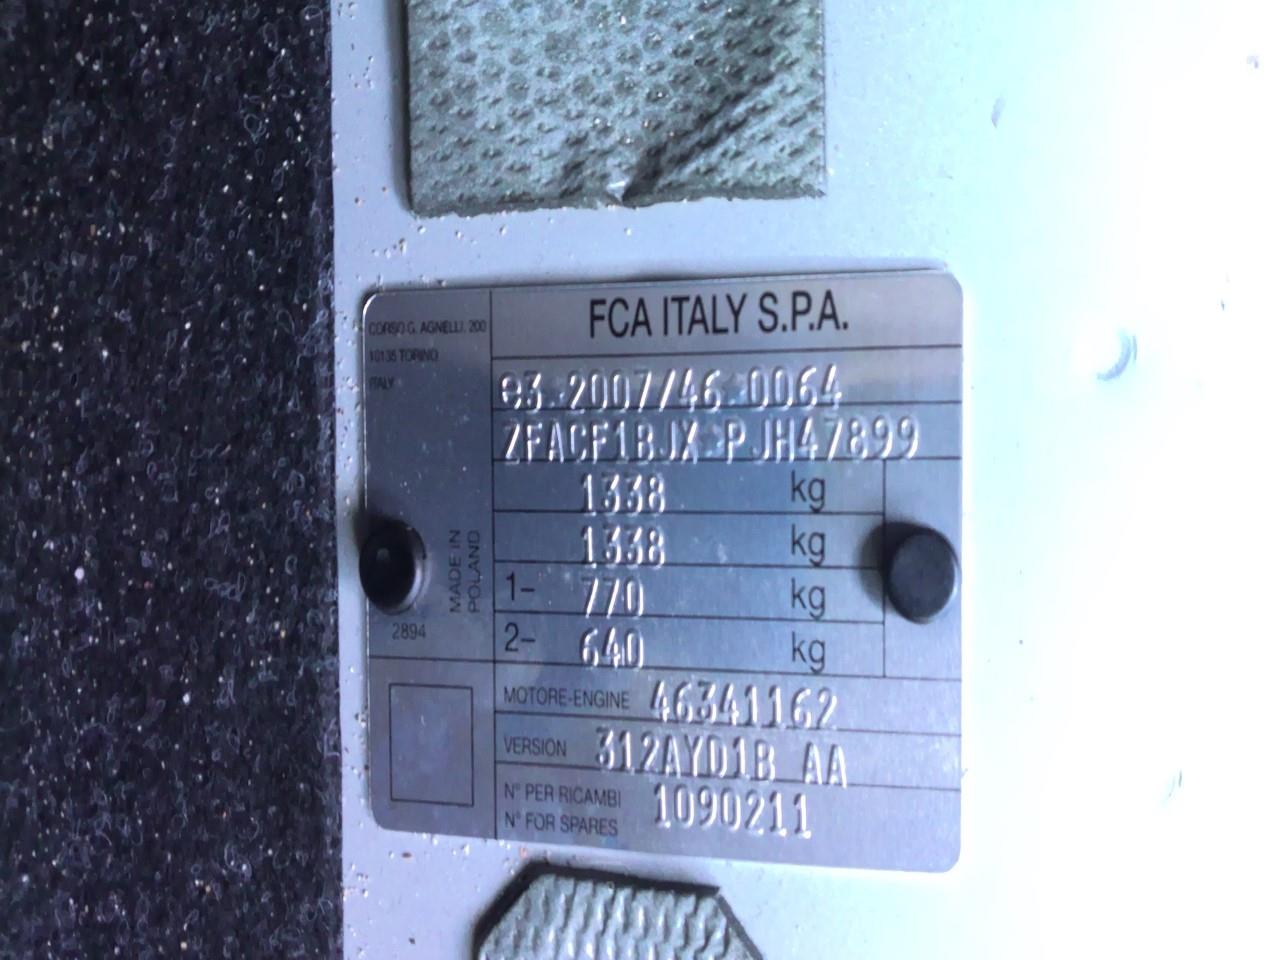 FCA ITALY S.P.A.
CORSO G. AGNELLI, 200
10135 TORINO
ITALY
e3*2007/46*0064
ZFACF1BJX*PJH47899
1338 kg
1338 kg
1- 770 kg
2- 640 kg
MADE IN
POLAND
2894
MOTORE-ENGINE 46341162
VERSION 312AYD1B AA
N° PER RICAMBI
N° FOR SPARES
1090211